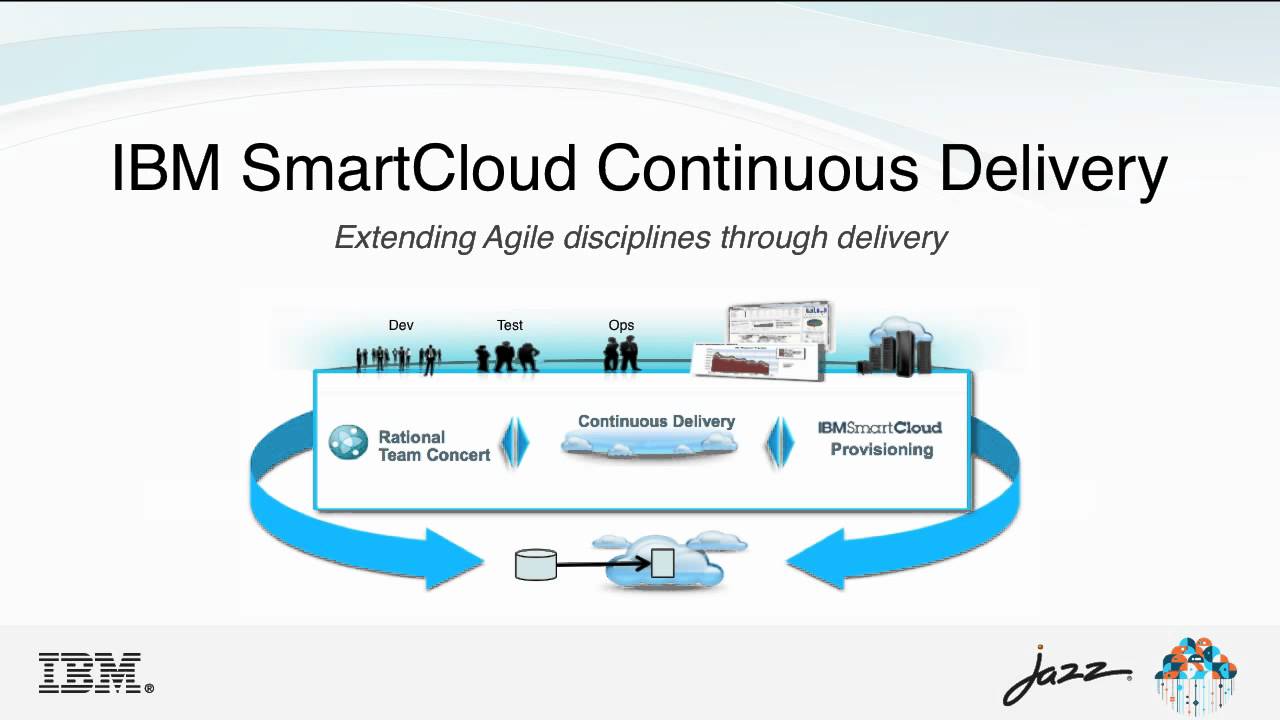 IBM SmartCloud Continuous Delivery
Extending Agile disciplines through delivery
Dev
Test
Ops
Rational
Team Concert
Continuous Delivery
IBMSmartCloud
Provisioning
IBM®
jazz